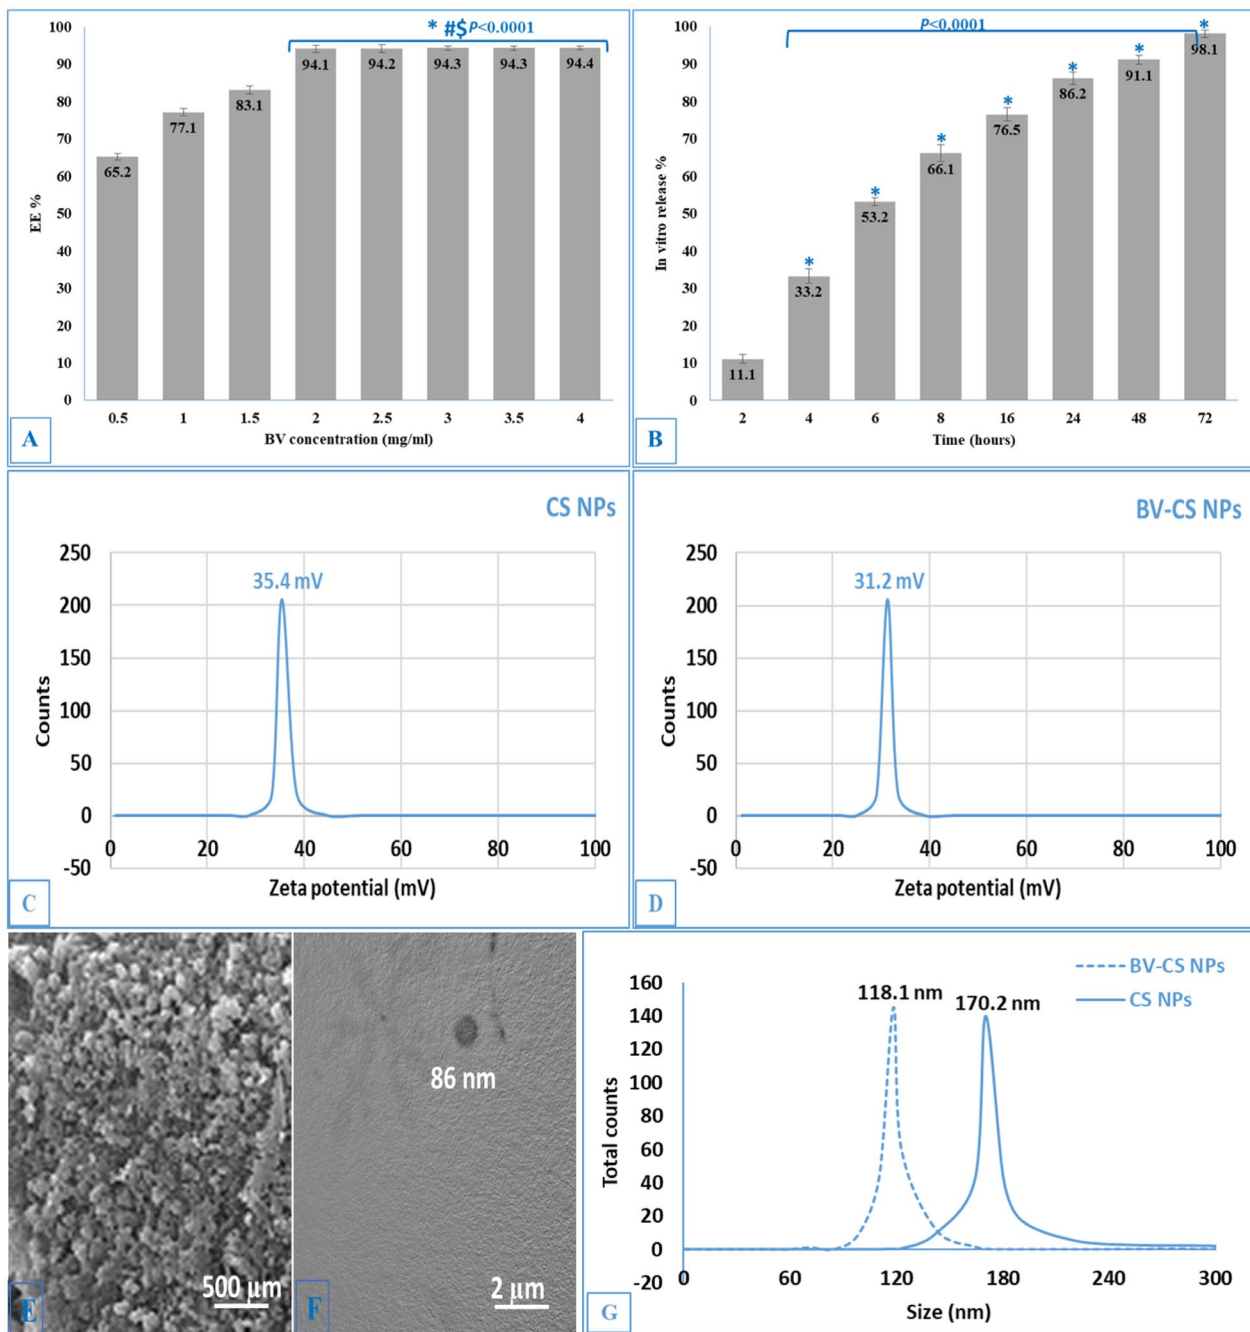 * #$ P<0.0001
100
90
80
70
60
50
40
30
20
10
0
EE %
65.2
77.1
83.1
94.1
94.2
94.3
94.3
94.4
0.5 1 1.5 2 2.5 3 3.5 4
BV concentration (mg/ml)
A
P<0.0001
100
90
80
70
60
50
40
30
20
10
0
In vitro release %
11.1
* 33.2
* 53.2
* 66.1
* 76.5
* 86.2
* 91.1
* 98.1
2 4 6 8 16 24 48 72
Time (hours)
B
CS NPs
35.4 mV
250
200
150
100
50
0
-50
Counts
0 20 40 60 80 100
Zeta potential (mV)
C
BV-CS NPs
31.2 mV
250
200
150
100
50
0
-50
Counts
0 20 40 60 80 100
Zeta potential (mV)
D
E
500 μm
86 nm
F
2 μm
BV-CS NPs
CS NPs
118.1 nm
170.2 nm
160
140
120
100
80
60
40
20
0
-20
Total counts
0 60 120 180 240 300
Size (nm)
G